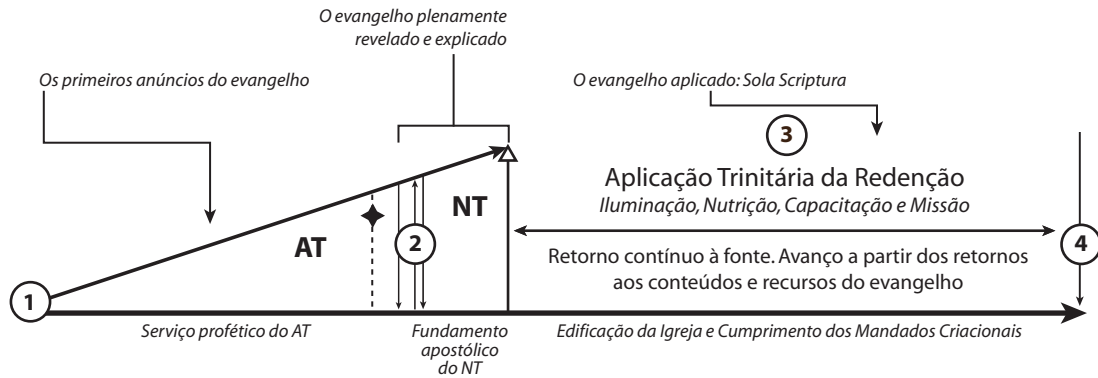 O evangelho plenamente
revelado e explicado
Os primeiros anúncios do evangelho
O evangelho aplicado: Sola Scriptura
3
Aplicação Trinitária da Redenção
Iluminação, Nutrição, Capacitação e Missão
NT
AT
2
4
Retorno contínuo à fonte. Avanço a partir dos retornos
aos conteúdos e recursos do evangelho
1
Serviço profético do AT
Fundamento
apostólico
do NT
Edificação da Igreja e Cumprimento dos Mandados Criacionais